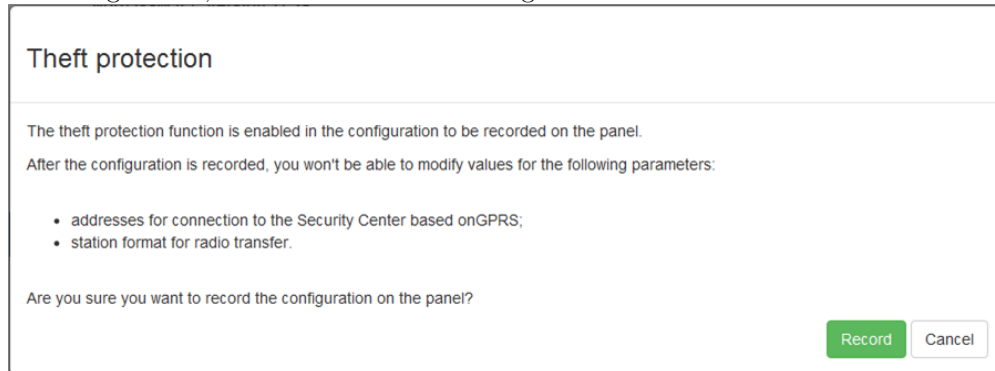 Theft protection
The theft protection function is enabled in the configuration to be recorded on the panel.
After the configuration is recorded, you won't be able to modify values for the following parameters:
• addresses for connection to the Security Center based onGPRS;
• station format for radio transfer.
Are you sure you want to record the configuration on the panel?
Record Cancel